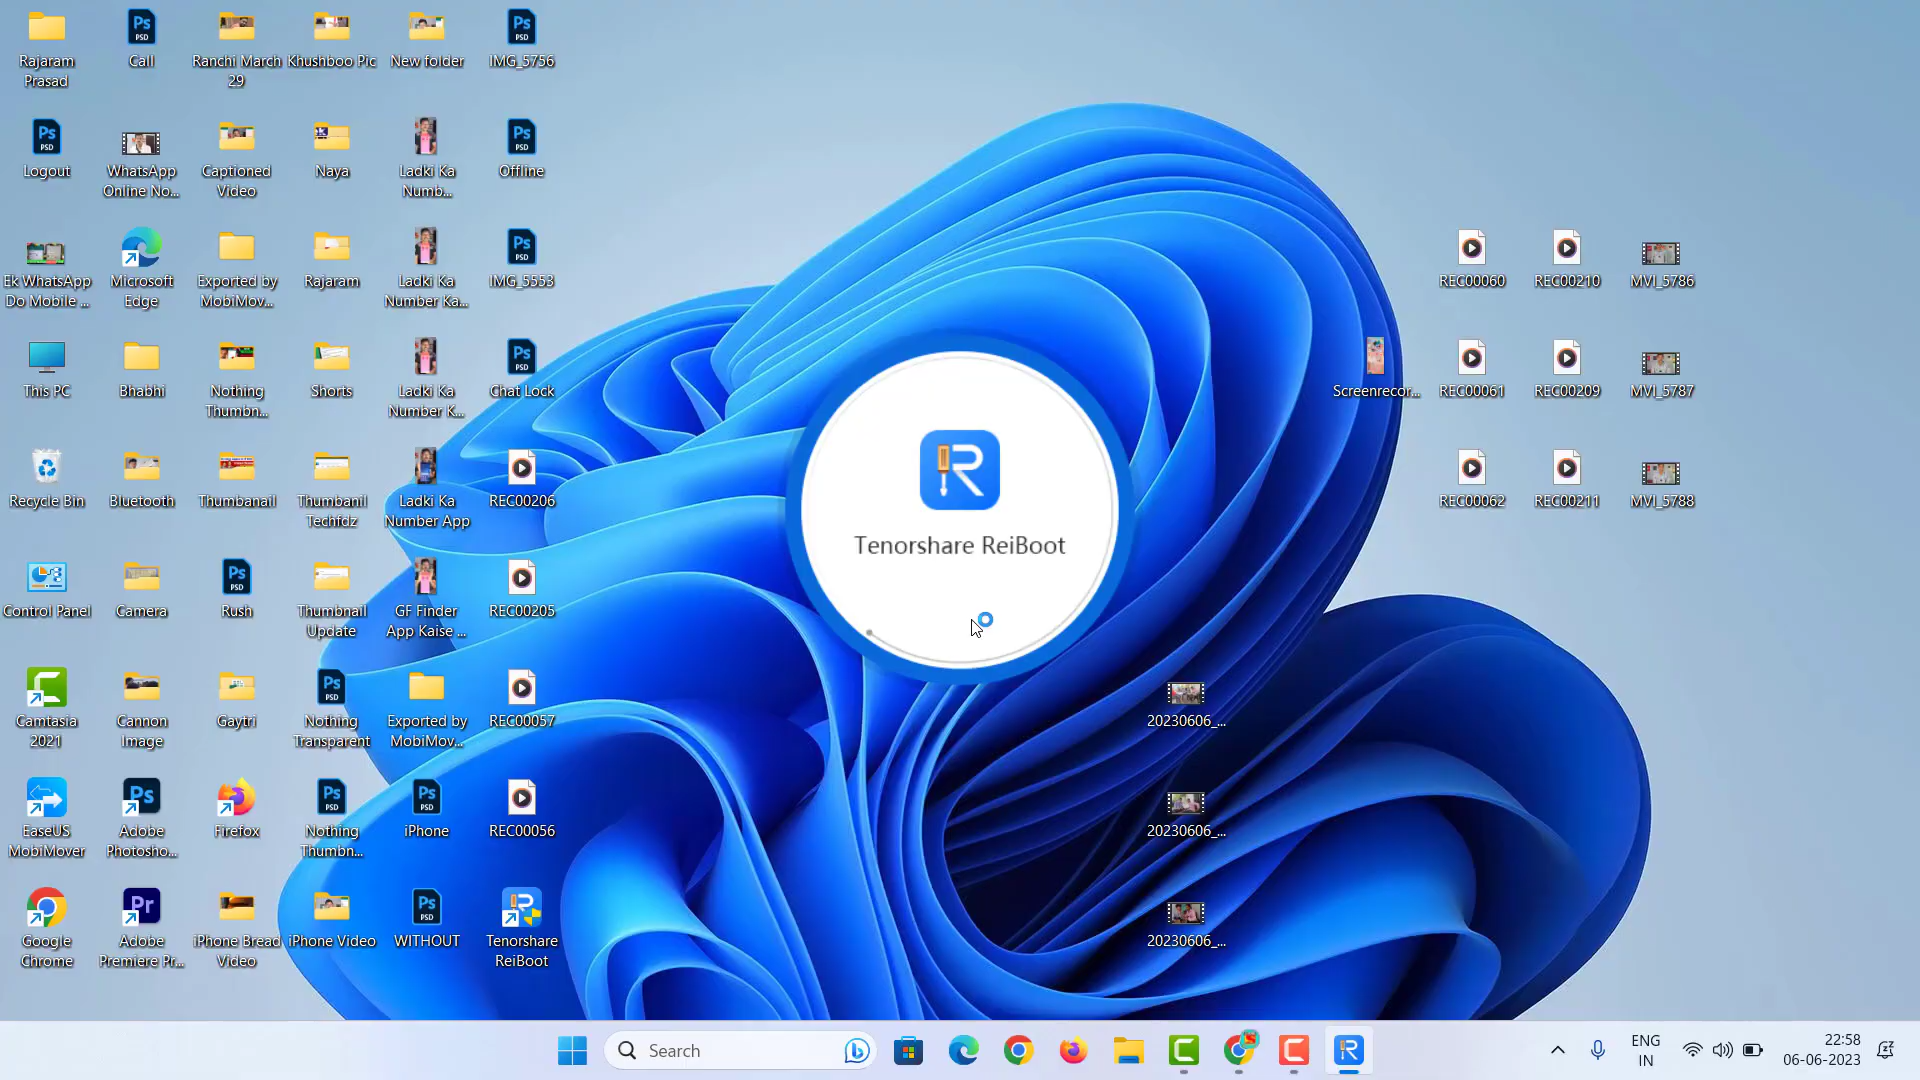 Rajaram
Prasad
Call
Ranchi March
29
Khushboo Pic
New folder
IMG_5756
Logout
WhatsApp
Online No...
Captioned
Video
Naya
Ladki Ka
Numb...
Offline
Ek WhatsApp
Do Mobile ...
Microsoft
Edge
Exported by
MobiMov...
Rajaram
Ladki Ka
Number Ka...
IMG_5553
REC00060
REC00210
MVI_5786
This PC
Bhabhi
Nothing
Thumbn...
Shorts
Ladki Ka
Number K...
Chat Lock
Screenrecor...
REC00061
REC00209
MVI_5787
Recycle Bin
Bluetooth
Thumbanail
Thumbanil
Techfdz
Ladki Ka
Number App
REC00206
REC00062
REC00211
MVI_5788
Tenorshare ReiBoot
Control Panel
Camera
Rush
Thumbnail
Update
GF Finder
App Kaise ...
REC00205
Camtasia
2021
Cannon
Image
Gaytri
Nothing
Transparent
Exported by
MobiMov...
REC00057
20230606_...
EaseUS
MobiMover
Adobe
Photosho...
Firefox
Nothing
Thumbn...
iPhone
REC00056
20230606_...
Google
Chrome
Adobe
Premiere Pr...
iPhone Bread
Video
iPhone Video
WITHOUT
Tenorshare
ReiBoot
20230606_...
Search
ENG
IN
22:58
06-06-2023